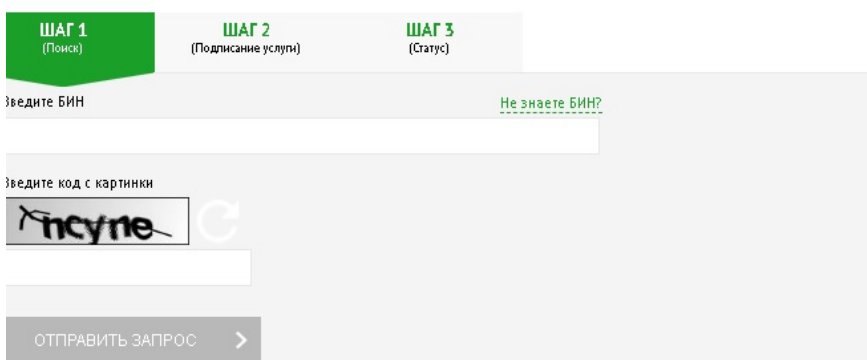 ШАГ 1
(Поиск)
ШАГ 2
(Подписание услуги)
ШАГ 3
(Статус)
Введите БИН
Не знаете БИН?
Введите код с картинки
ОТПРАВИТЬ ЗАПРОС